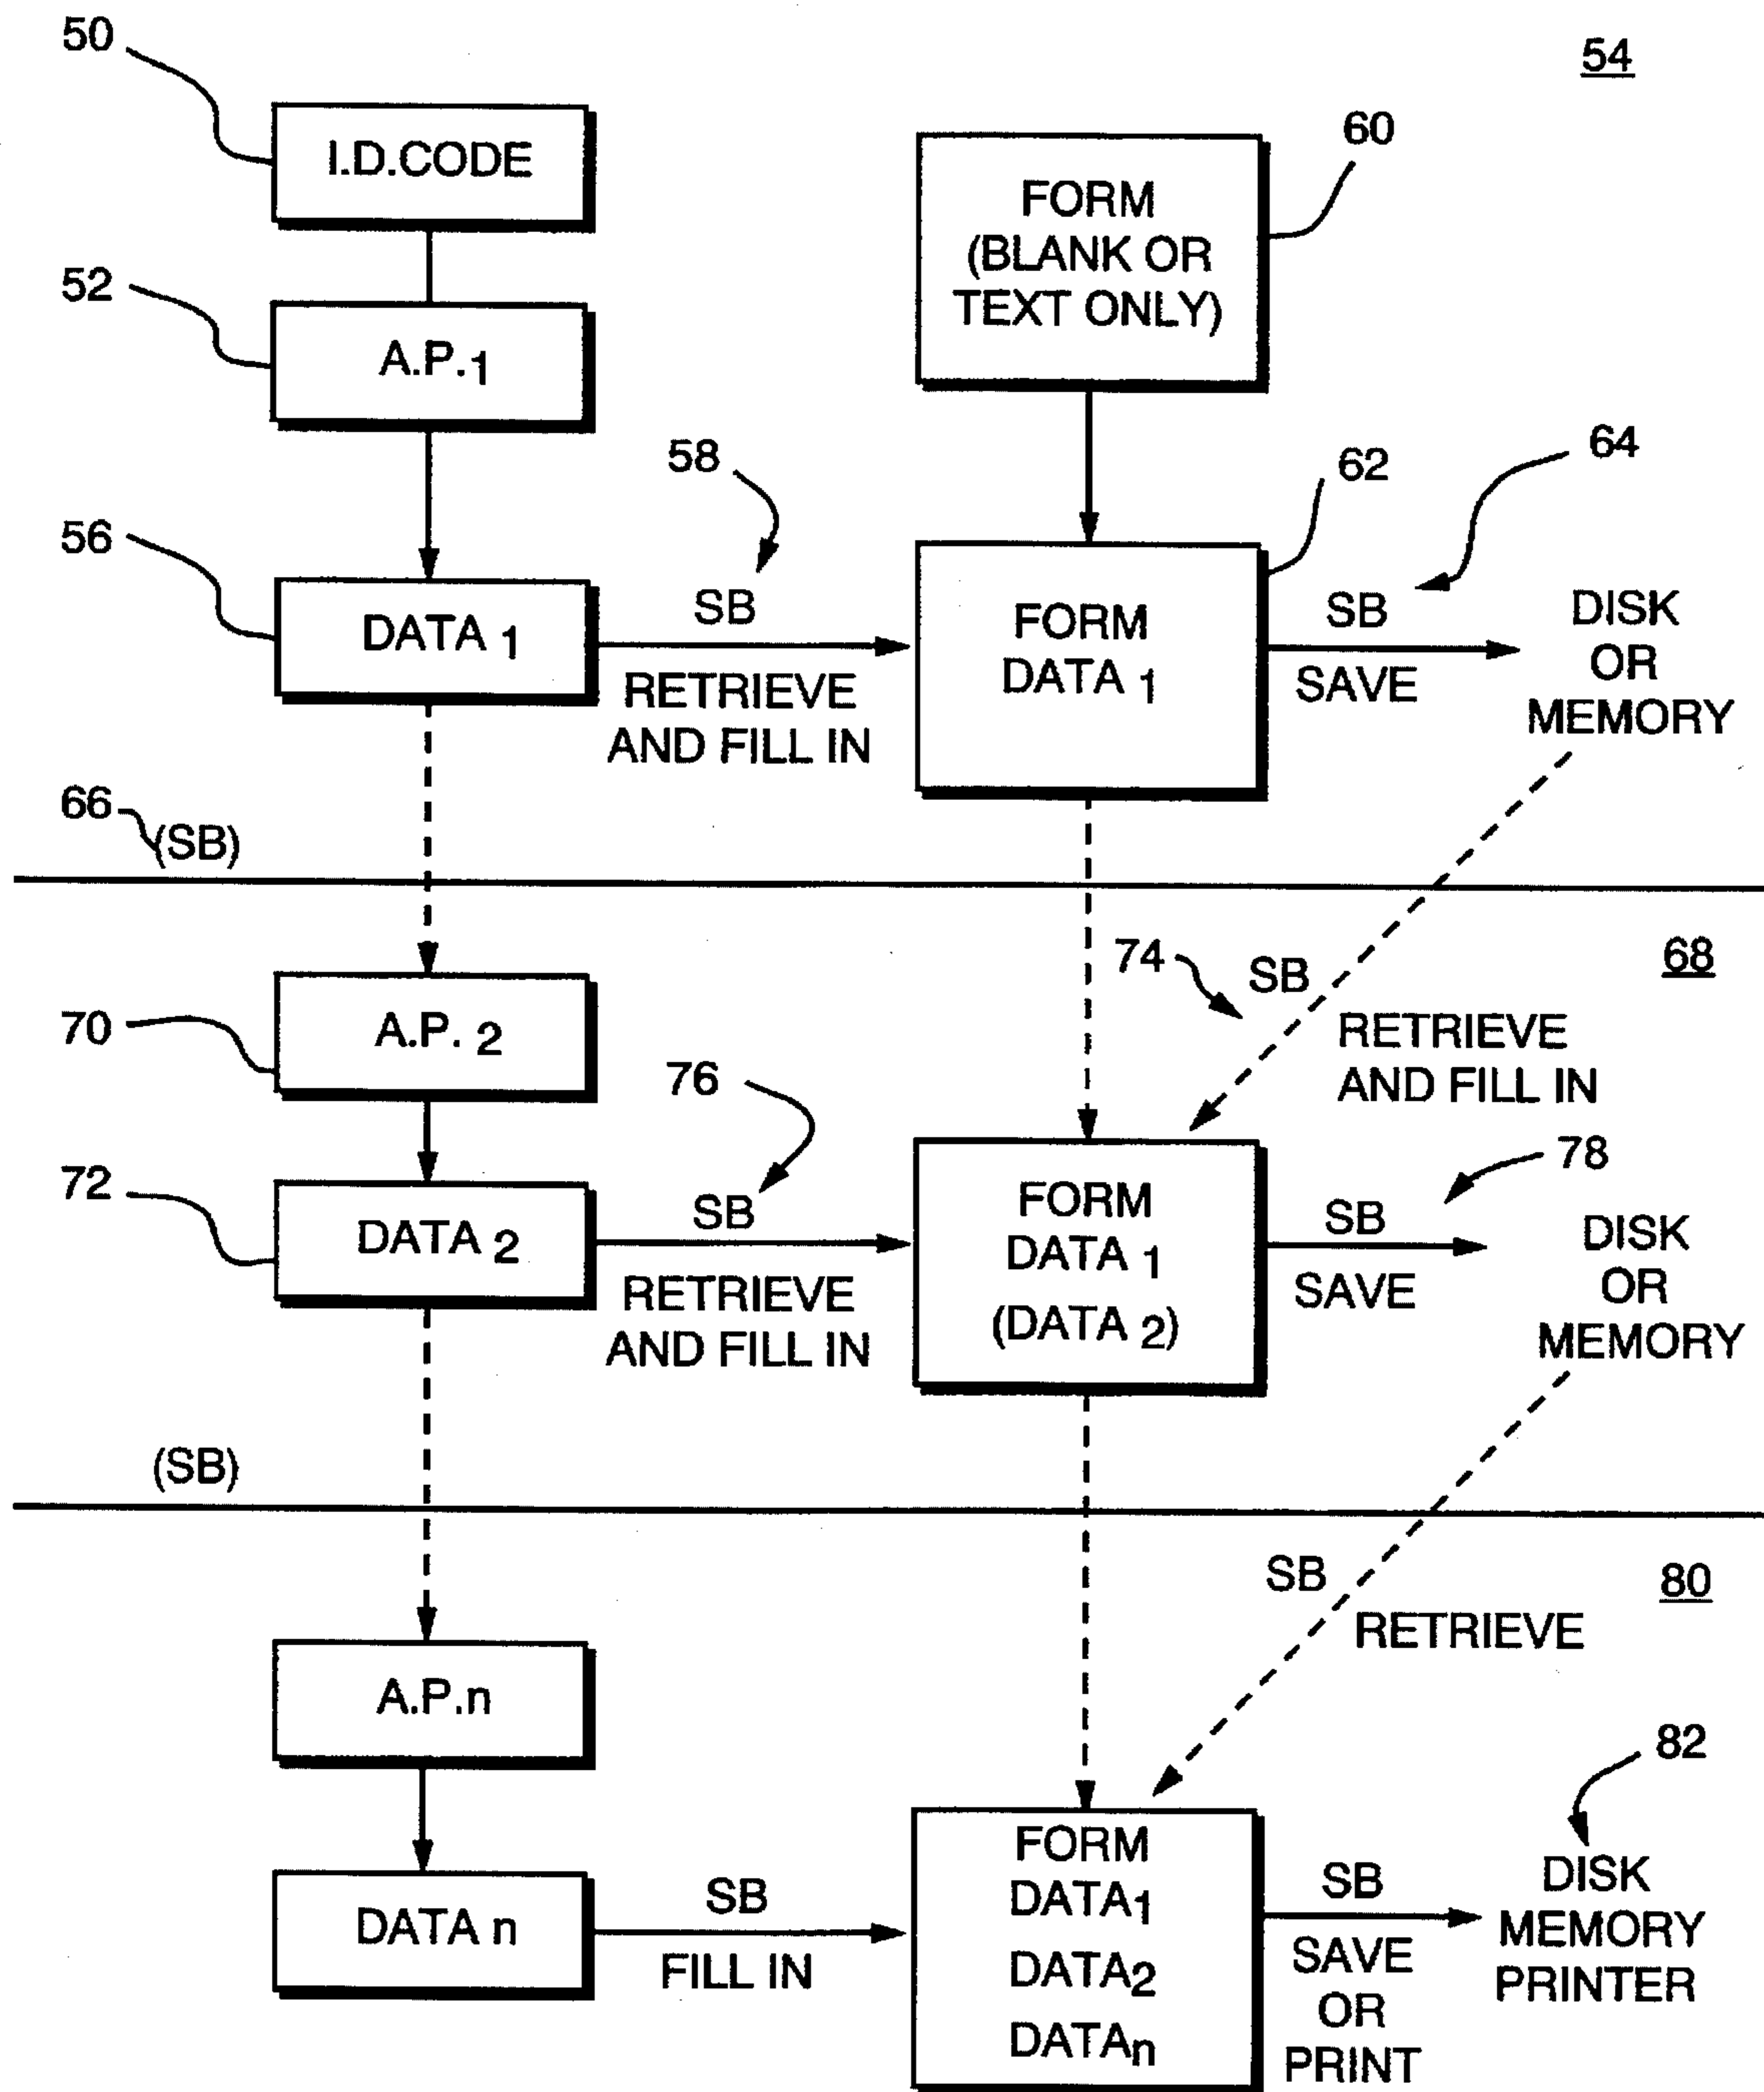 50
54
I.D.CODE
60
FORM
(BLANK OR
TEXT ONLY)
52
A.P.1
58
62
64
56
DATA 1
SB
RETRIEVE
AND FILL IN
FORM
DATA 1
SB
SAVE
DISK
OR
MEMORY
66
(SB)
68
74
SB
RETRIEVE
AND FILL IN
70
A.P. 2
76
78
72
DATA 2
SB
RETRIEVE
AND FILL IN
FORM
DATA 1
(DATA 2)
SB
SAVE
DISK
OR
MEMORY
(SB)
80
SB
RETRIEVE
A.P.n
82
DATA n
SB
FILL IN
FORM
DATA1
DATA2
DATAn
SB
SAVE
OR
PRINT
DISK
MEMORY
PRINTER